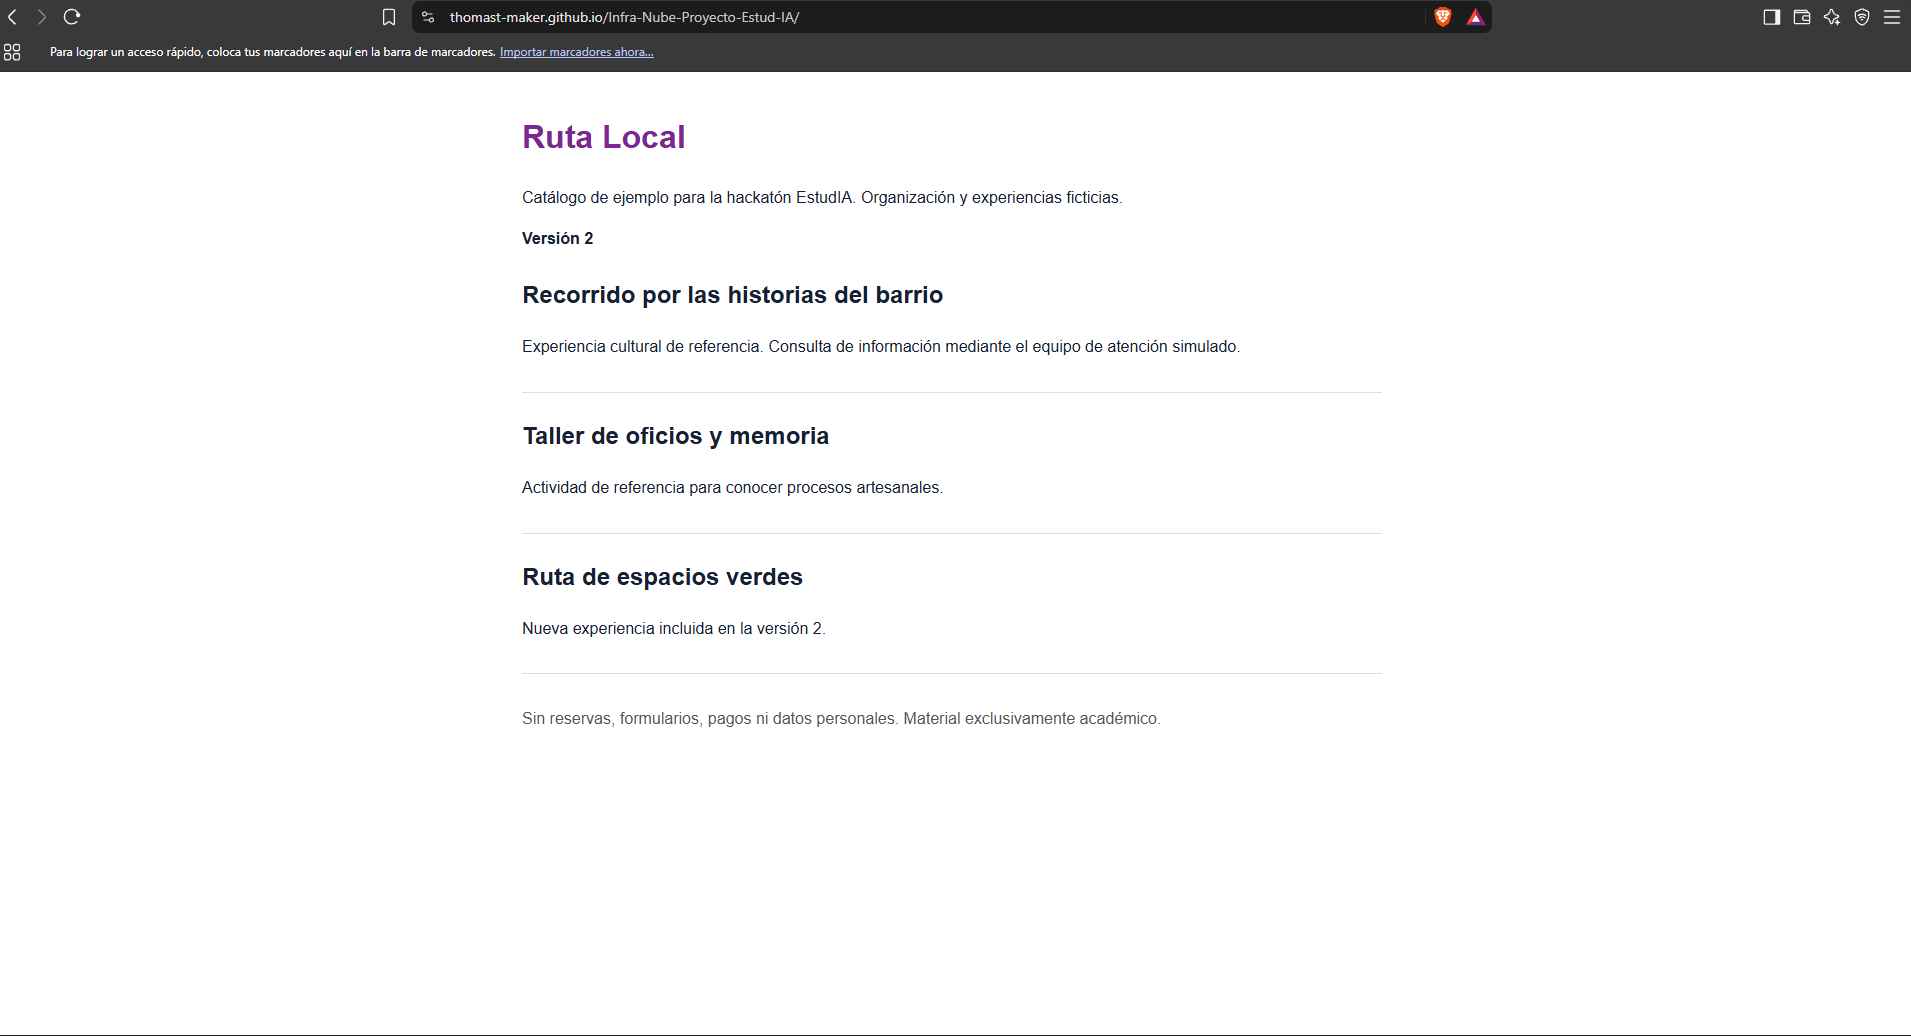 thomast-maker.github.io/Infra-Nube-Proyecto-Estud-IA/
Para lograr un acceso rápido, coloca tus marcadores aquí en la barra de marcadores. Importar marcadores ahora...
Ruta Local
Catálogo de ejemplo para la hackatón EstudIA. Organización y experiencias ficticias.
Versión 2
Recorrido por las historias del barrio
Experiencia cultural de referencia. Consulta de información mediante el equipo de atención simulado.
Taller de oficios y memoria
Actividad de referencia para conocer procesos artesanales.
Ruta de espacios verdes
Nueva experiencia incluida en la versión 2.
Sin reservas, formularios, pagos ni datos personales. Material exclusivamente académico.